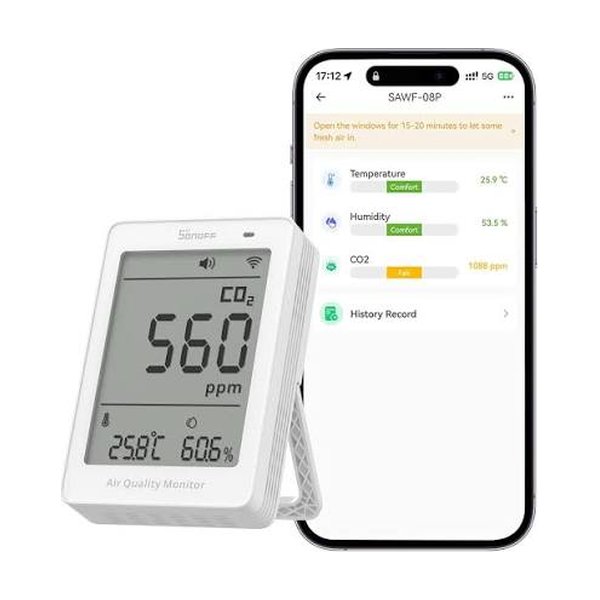 SONOFF
CO2
560
ppm
25.8°C 60.6%
Air Quality Monitor
17:12 5G
SAWF-08P
Open the windows for 15-20 minutes to let some
fresh air in.
Temperature
Comfort
25.9 °C
Humidity
Comfort
53.5 %
CO2
Fair
1088 ppm
History Record